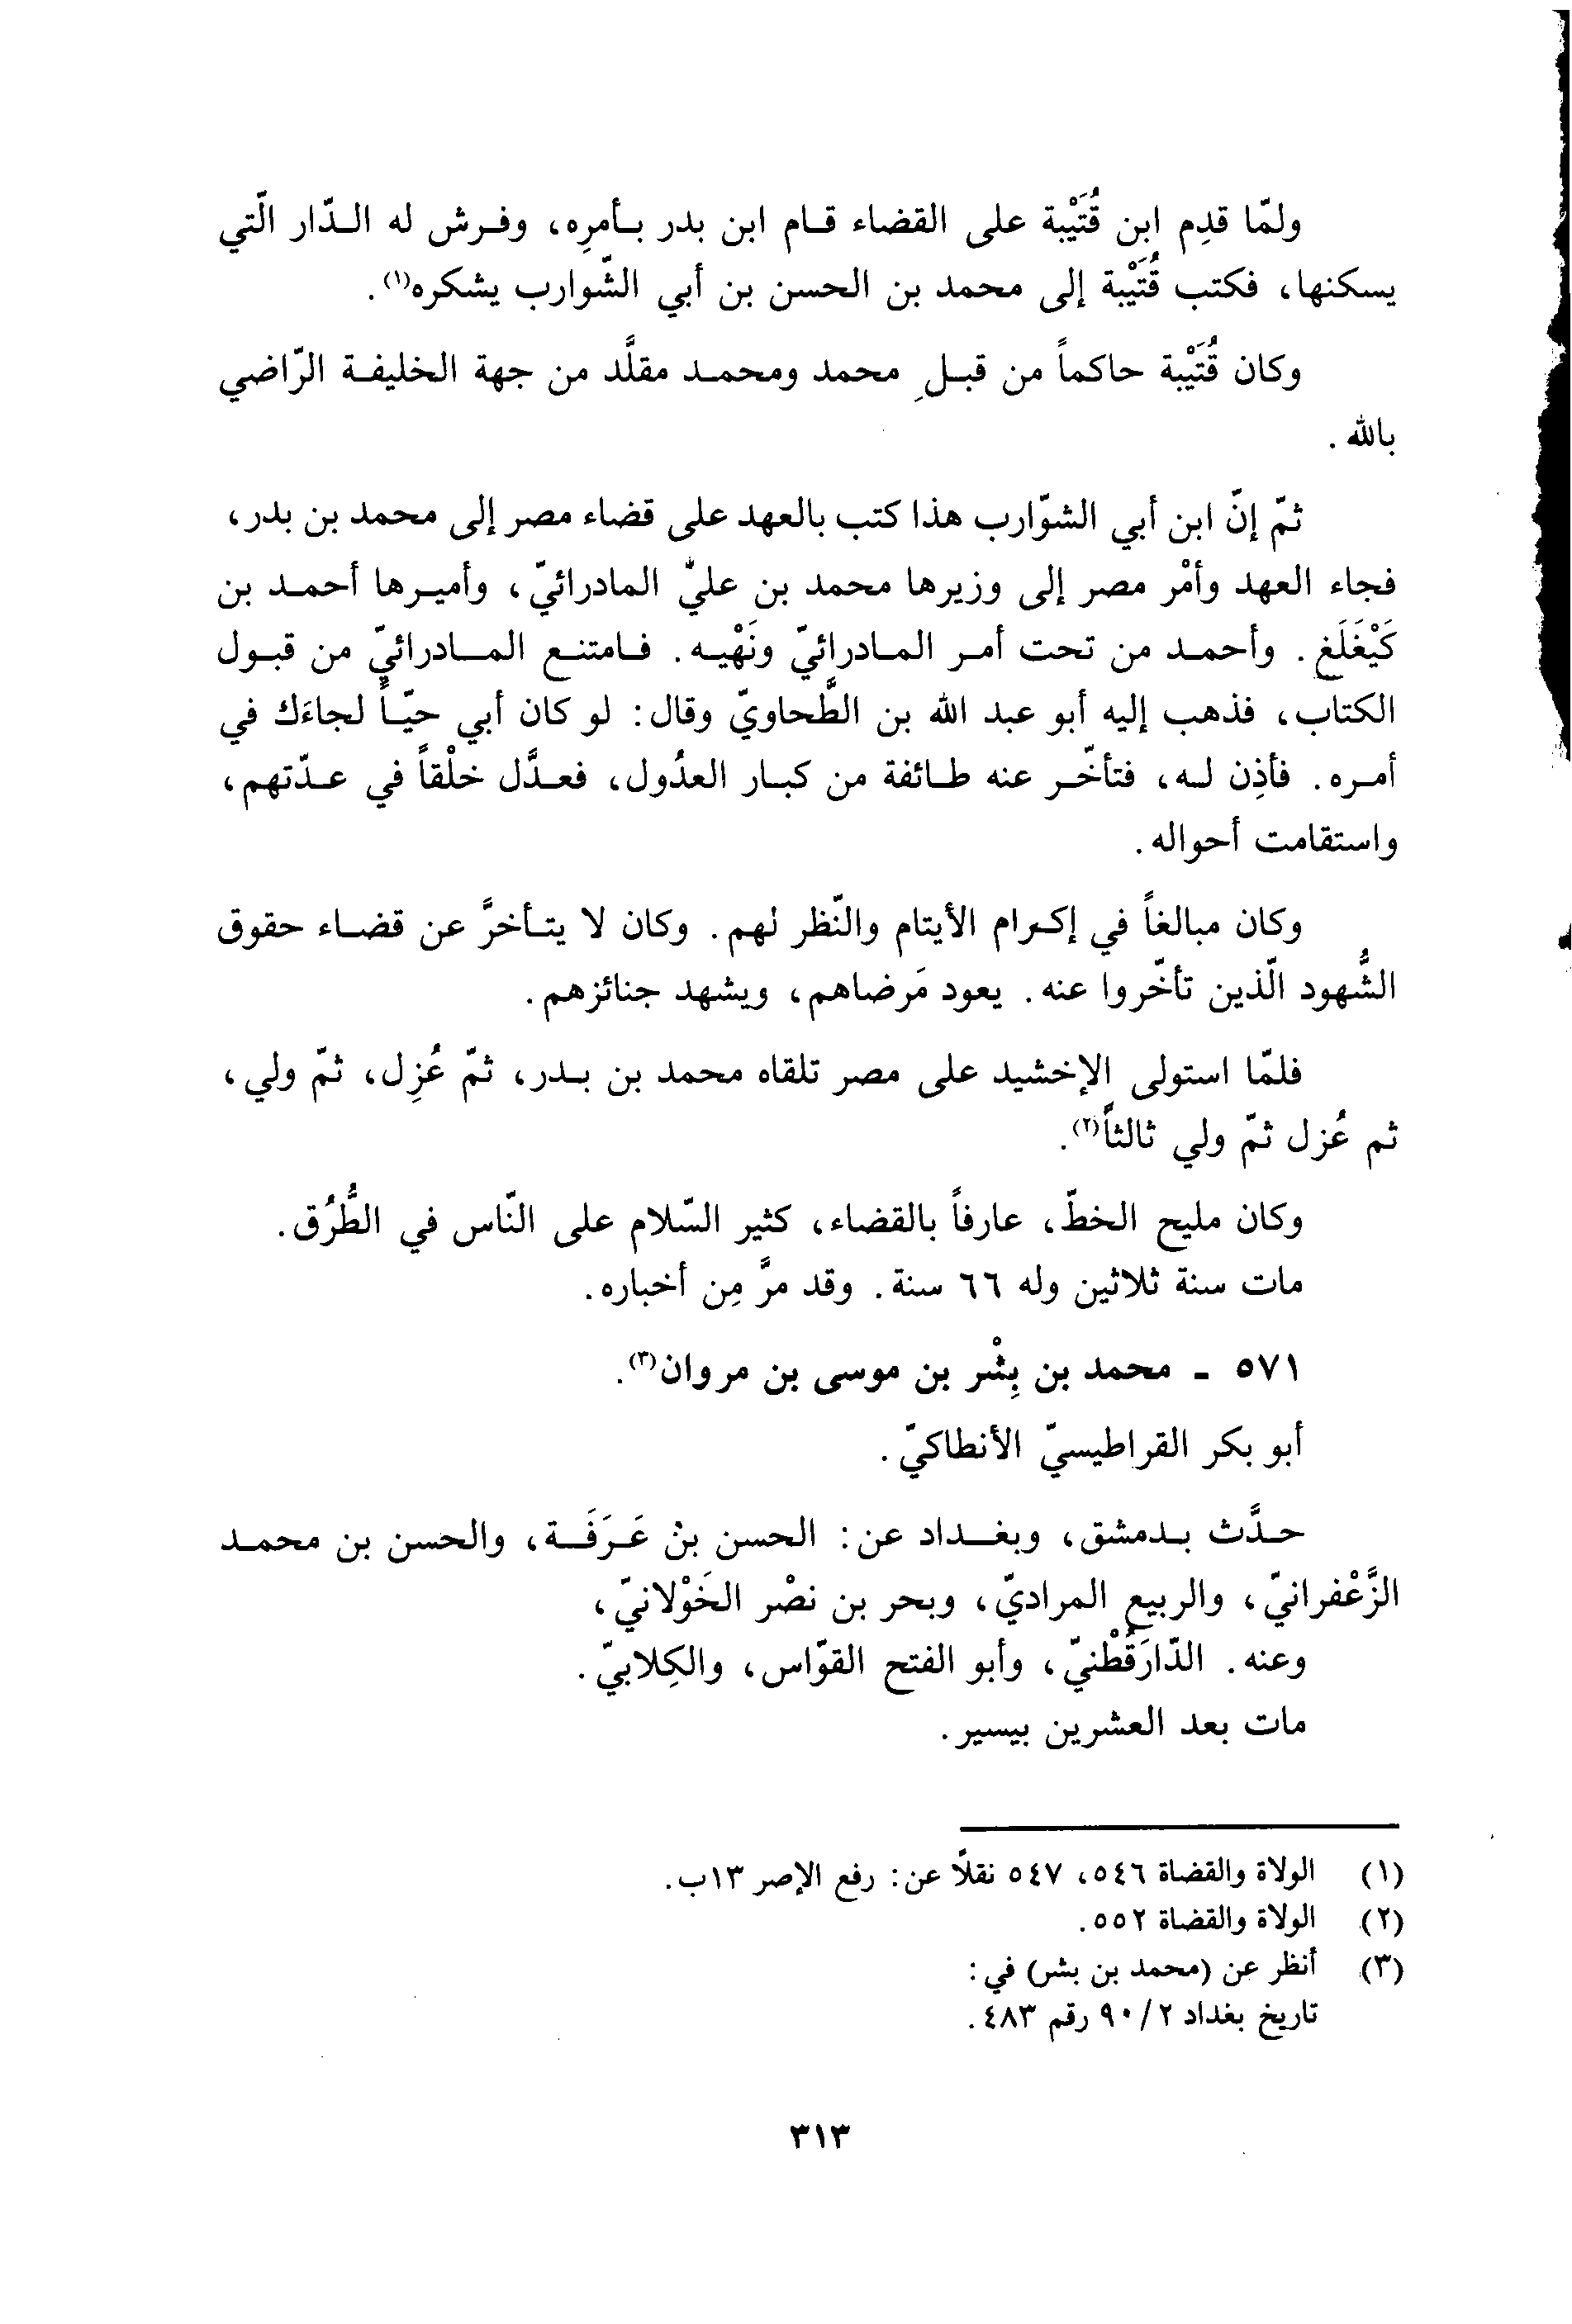 ولمّا قدِم ابن قُتَيْبة على القضاء قام ابن بدر بأمرِه، وفرش له الدّار الّتي
يسكنها، فكتب قُتَيْبة إلى محمد بن الحسن بن أبي الشّوارب يشكره(١).
وكان قُتَيْبة حاكماً من قبلِ محمد ومحمد مقلَّد من جهة الخليفة الرّاضي
بالله.
ثمّ إنّ ابن أبي الشوّارب هذا كتب بالعهد على قضاء مصر إلى محمد بن بدر،
فجاء العهد وأمْر مصر إلى وزيرها محمد بن عليّ المادرائيّ، وأميرها أحمد بن
كَيْغَلَغ. وأحمد من تحت أمر المادرائيّ ونَهْيه. فامتنع المادرائيّ من قبول
الكتاب، فذهب إليه أبو عبد الله بن الطَّحاويّ وقال: لو كان أبي حيّاً لجاءَك في
أمره. فأذِن له، فتأخّر عنه طائفة من كبار العدُول، فعدَّل خلْقاً في عدّتهم،
واستقامت أحواله.
وكان مبالغاً في إكرام الأيتام والنّظر لهم. وكان لا يتأخرَّ عن قضاء حقوق
الشُّهود الّذين تأخّروا عنه. يعود مَرضاهم، ويشهد جنائزهم.
فلمّا استولى الإخشيد على مصر تلقاه محمد بن بدر، ثمّ عُزِل، ثمّ ولي،
ثم عُزل ثمّ ولي ثالثاً(٢).
وكان مليح الخطّ، عارفاً بالقضاء، كثير السّلام على النّاس في الطُّرُق.
مات سنة ثلاثين وله ٦٦ سنة. وقد مرَّ مِن أخباره.
٥٧١ - محمد بن بِشْر بن موسى بن مروان(٣).
أبو بكر القراطيسيّ الأنطاكيّ.
حدَّث بدمشق، وبغداد عن: الحسن بن عَرَفَة، والحسن بن محمد
الزَّعْفرانيّ، والربيع المراديّ، وبحر بن نصْر الخَوْلانيّ،
وعنه. الدّارَقُطْنيّ، وأبو الفتح القوّاس، والكِلابيّ.
مات بعد العشرين بيسير.
(١) الولاة والقضاة ٥٤٦، ٥٤٧ نقلًا عن: رفع الإصر ١٣ب.
(٢) الولاة والقضاة ٥٥٢.
(٣) أنظر عن (محمد بن بشر) في:
تاريخ بغداد ٩٠/٢ رقم ٤٨٣.
٣١٣